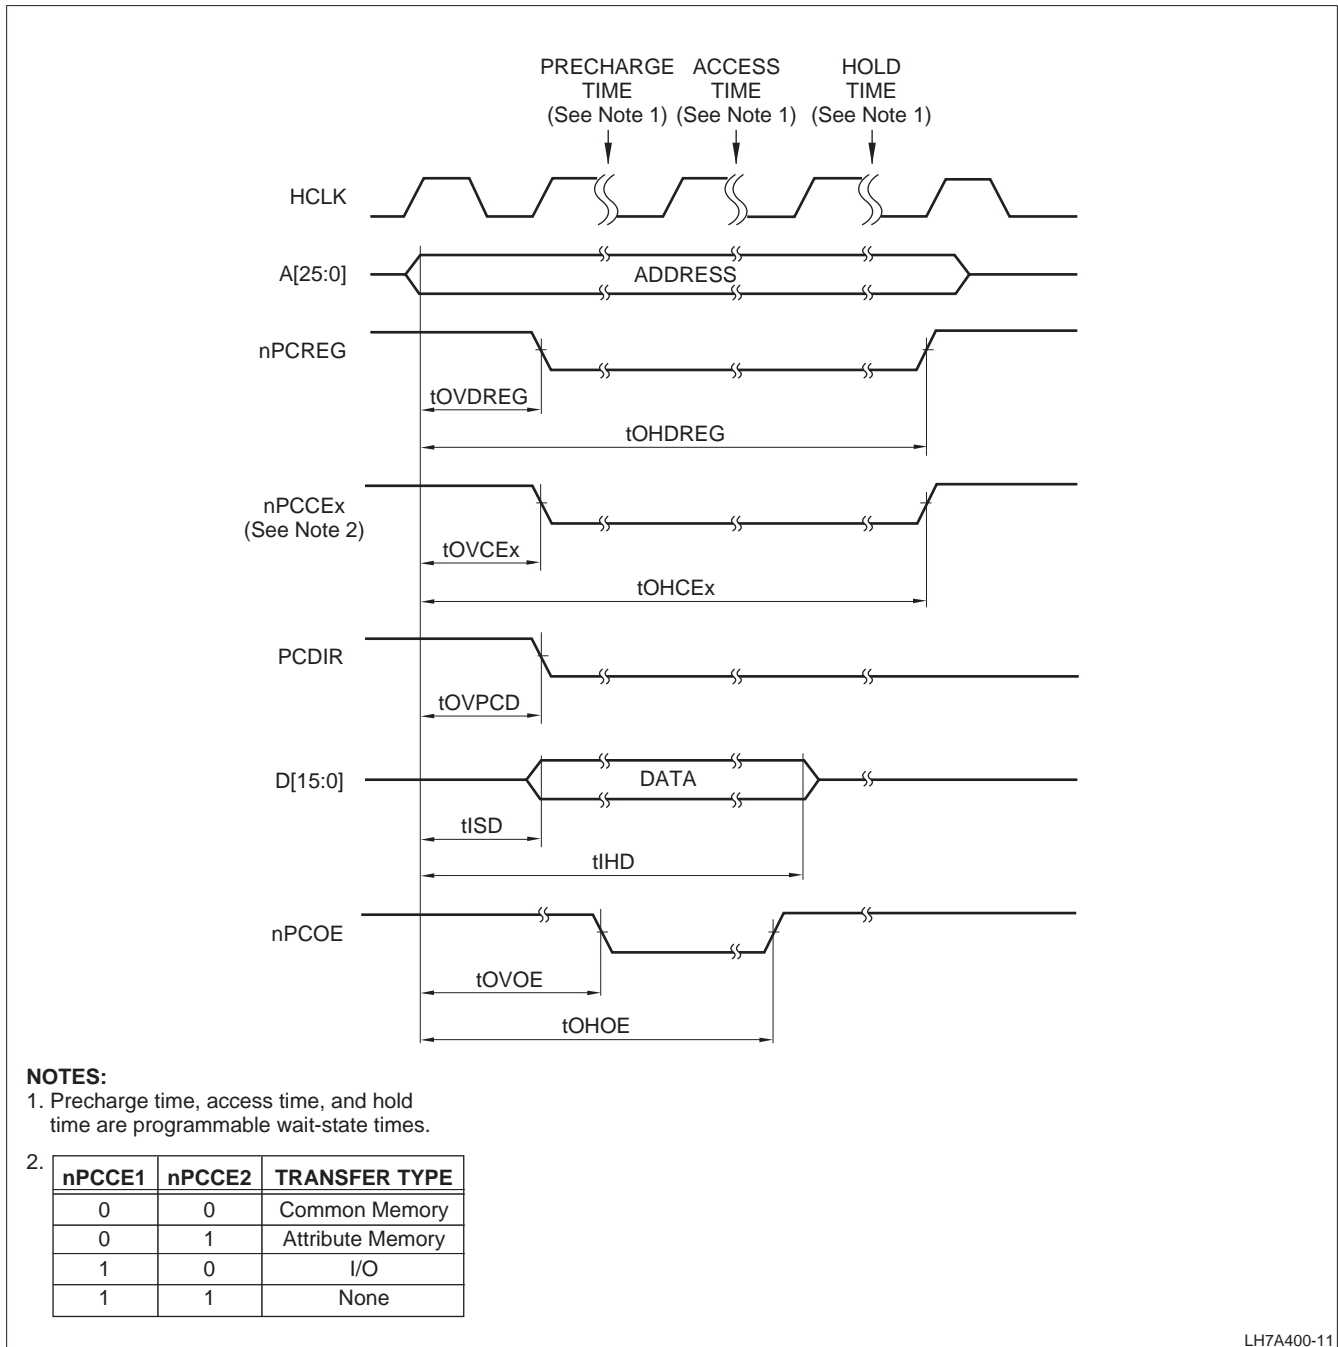 PRECHARGE TIME (See Note 1)
ACCESS TIME (See Note 1)
HOLD TIME (See Note 1)
HCLK
A[25:0]
ADDRESS
nPCREG
tOVDREG
tOHDREG
nPCCEx
(See Note 2)
tOVCEx
tOHCEx
PCDIR
tOVPCD
D[15:0]
DATA
tISD
tIHD
nPCOE
tOVOE
tOHOE
NOTES:
1. Precharge time, access time, and hold
time are programmable wait-state times.
2.
nPCCE1 nPCCE2 TRANSFER TYPE
0 0 Common Memory
0 1 Attribute Memory
1 0 I/O
1 1 None
LH7A400-11